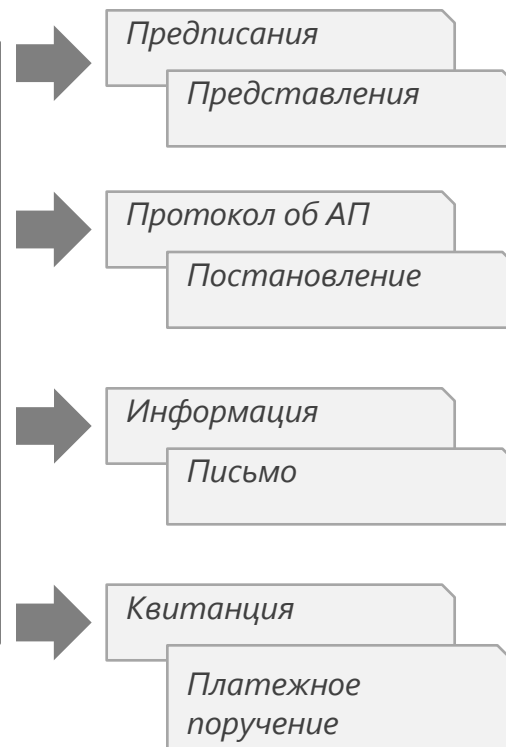 Предписания
Представления
Протокол об АП
Постановление
Информация
Письмо
Квитанция
Платежное
поручение